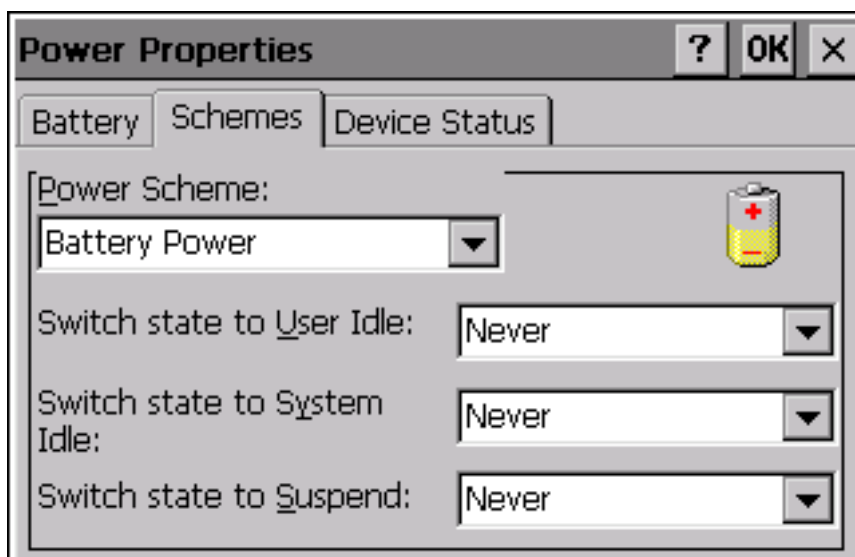 Power Properties ? OK ×
Battery Schemes Device Status
Power Scheme:
Battery Power
Switch state to User Idle: Never
Switch state to System
Idle:
Never
Switch state to Suspend: Never